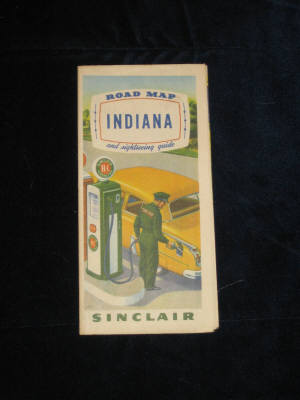 ROAD MAP
INDIANA
and sightseeing guide
H-C
SINCLAIR